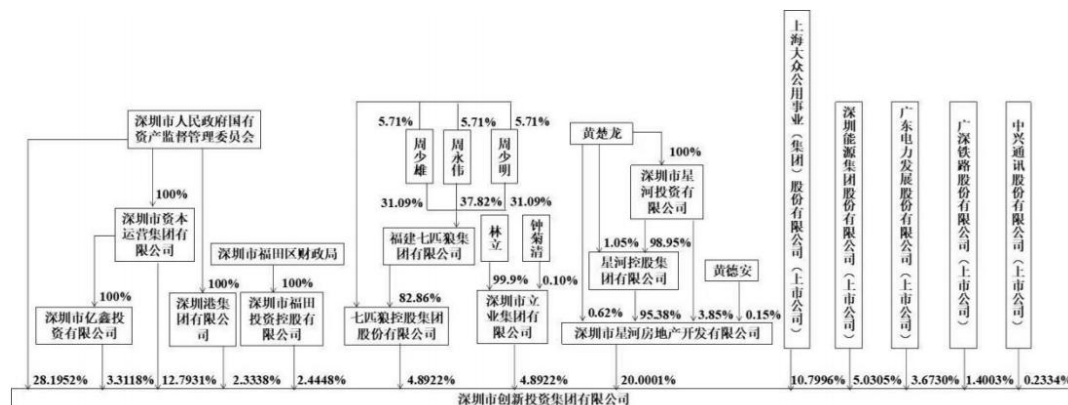 深圳市人民政府国有
资产监督管理委员会
100%
深圳市资本
运营集团有
限公司
100%
深圳市亿鑫投
资有限公司
100%
深圳港集
团有限公
司
深圳市福田区财政局
100%
深圳市福田
投资控股有
限公司
5.71%
5.71%
5.71%
周少雄
周永伟
周少明
31.09%
37.82%
31.09%
福建七匹狼集
团有限公司
82.86%
七匹狼控股集团
股份有限公司
林立
钟菊清
99.9%
0.10%
深圳市立
业集团有
限公司
黄楚龙
100%
深圳市星
河投资有
限公司
1.05%
98.95%
星河控股集
团有限公司
黄德安
0.62%
95.38%
3.85%
0.15%
深圳市星河房地产开发有限公司
上海大众公用事业（集团）股份有限公司（上市公司）
深圳能源集团股份有限公司（上市公司）
广东电力发展股份有限公司（上市公司）
广深铁路股份有限公司（上市公司）
中兴通讯股份有限公司（上市公司）
28.1952%
3.3118%
12.7931%
2.3338%
2.4448%
4.8922%
4.8922%
20.0001%
10.7996%
5.0305%
3.6730%
1.4003%
0.2334%
深圳市创新投资集团有限公司